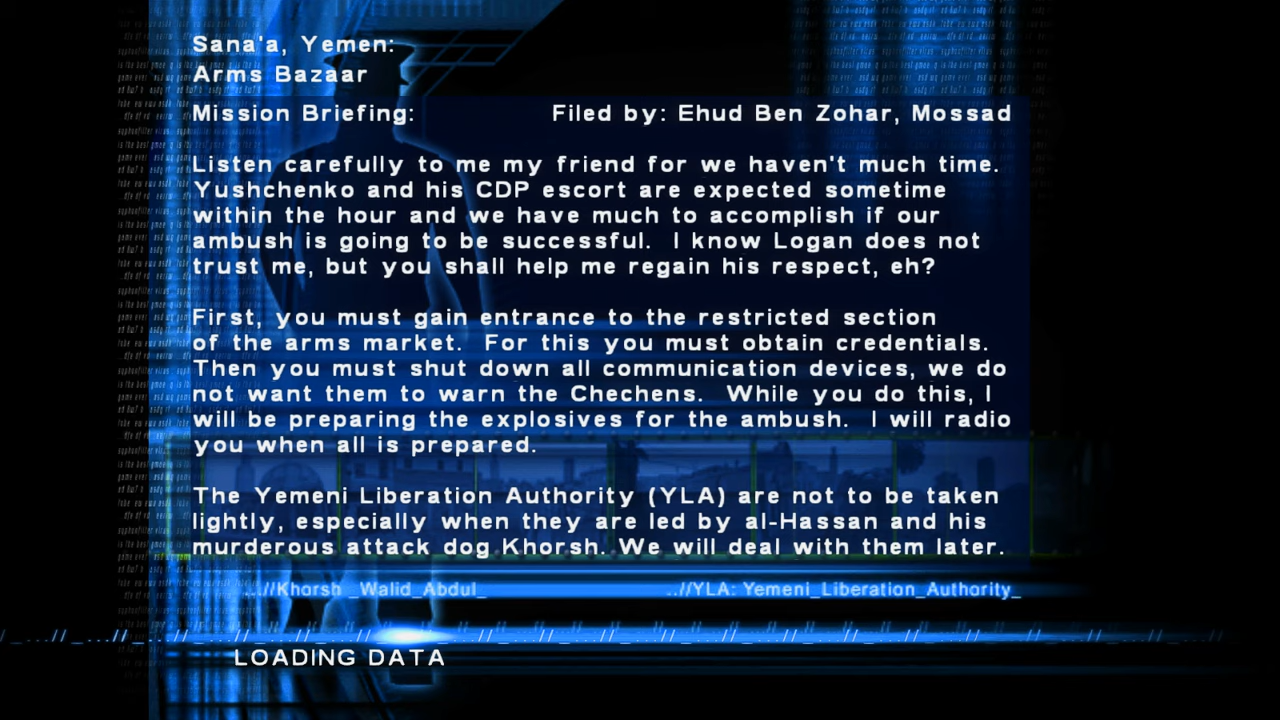 Sana'a, Yemen:
Arms Bazaar
Mission Briefing: Filed by: Ehud Ben Zohar, Mossad
Listen carefully to me my friend for we haven't much time.
Yushchenko and his CDP escort are expected sometime
within the hour and we have much to accomplish if our
ambush is going to be successful. I know Logan does not
trust me, but you shall help me regain his respect, eh?
First, you must gain entrance to the restricted section
of the arms market. For this you must obtain credentials.
Then you must shut down all communication devices, we do
not want them to warn the Chechens. While you do this, I
will be preparing the explosives for the ambush. I will radio
you when all is prepared.
The Yemeni Liberation Authority (YLA) are not to be taken
lightly, especially when they are led by al-Hassan and his
murderous attack dog Khorsh. We will deal with them later.
...//Khorsh _Walid_Abdul_ ...//YLA: Yemeni_Liberation_Authority_
LOADING DATA